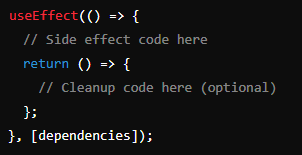 useEffect(() => {
  // Side effect code here
  return () => {
    // Cleanup code here (optional)
  };
}, [dependencies]);